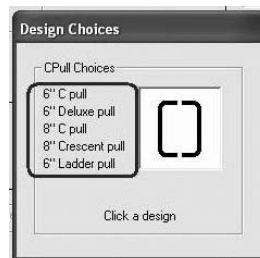 Design Choices
CPull Choices
6" C pull
6" Deluxe pull
8" C pull
8" Crescent pull
6" Ladder pull
Click a design